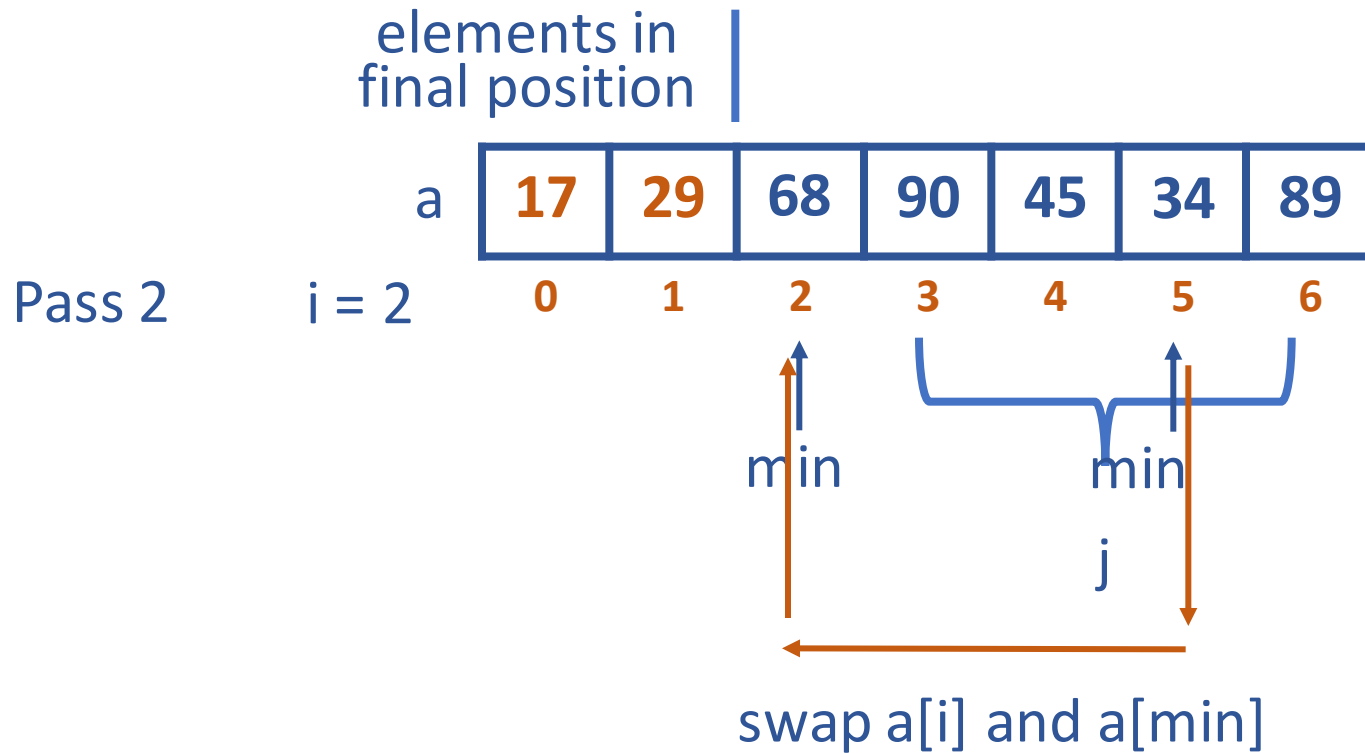 elements in
final position
a 17 29 68 90 45 34 89
Pass 2 i = 2 0 1 2 3 4 5 6
min min
j
swap a[i] and a[min]